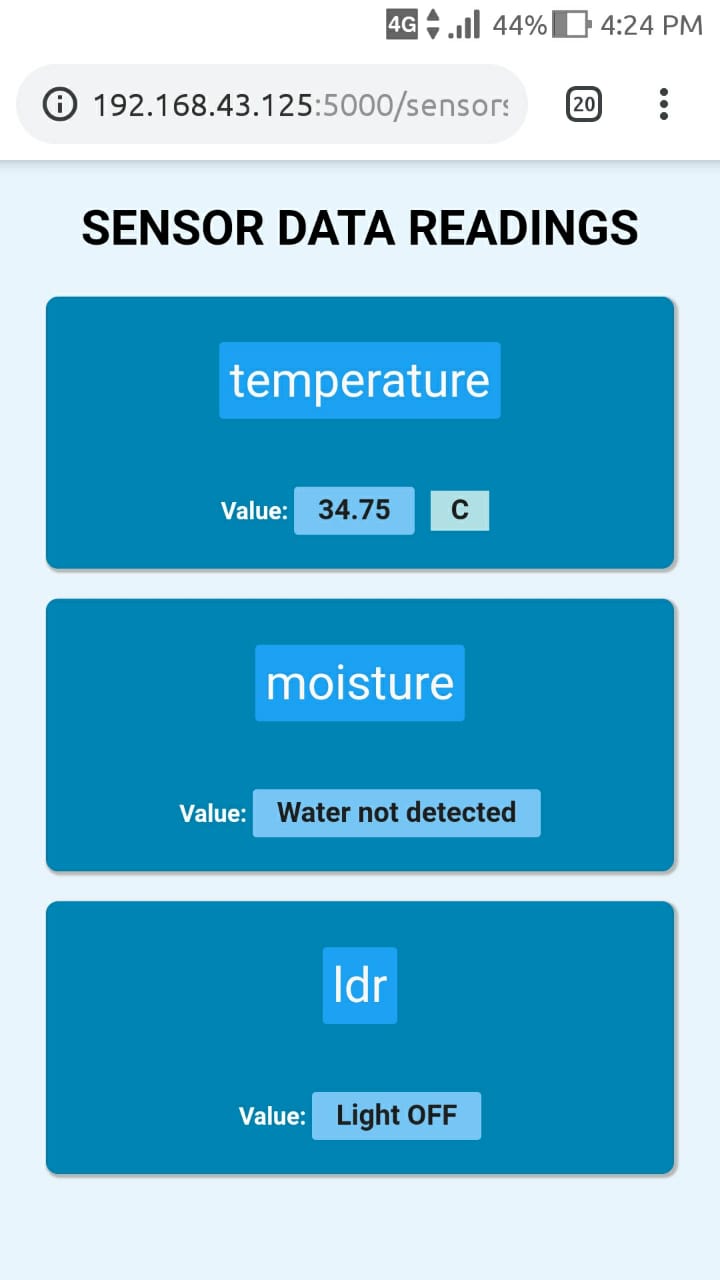 4G 44% 4:24 PM
192.168.43.125:5000/sensors 20
SENSOR DATA READINGS
temperature
Value: 34.75 C
moisture
Value: Water not detected
ldr
Value: Light OFF